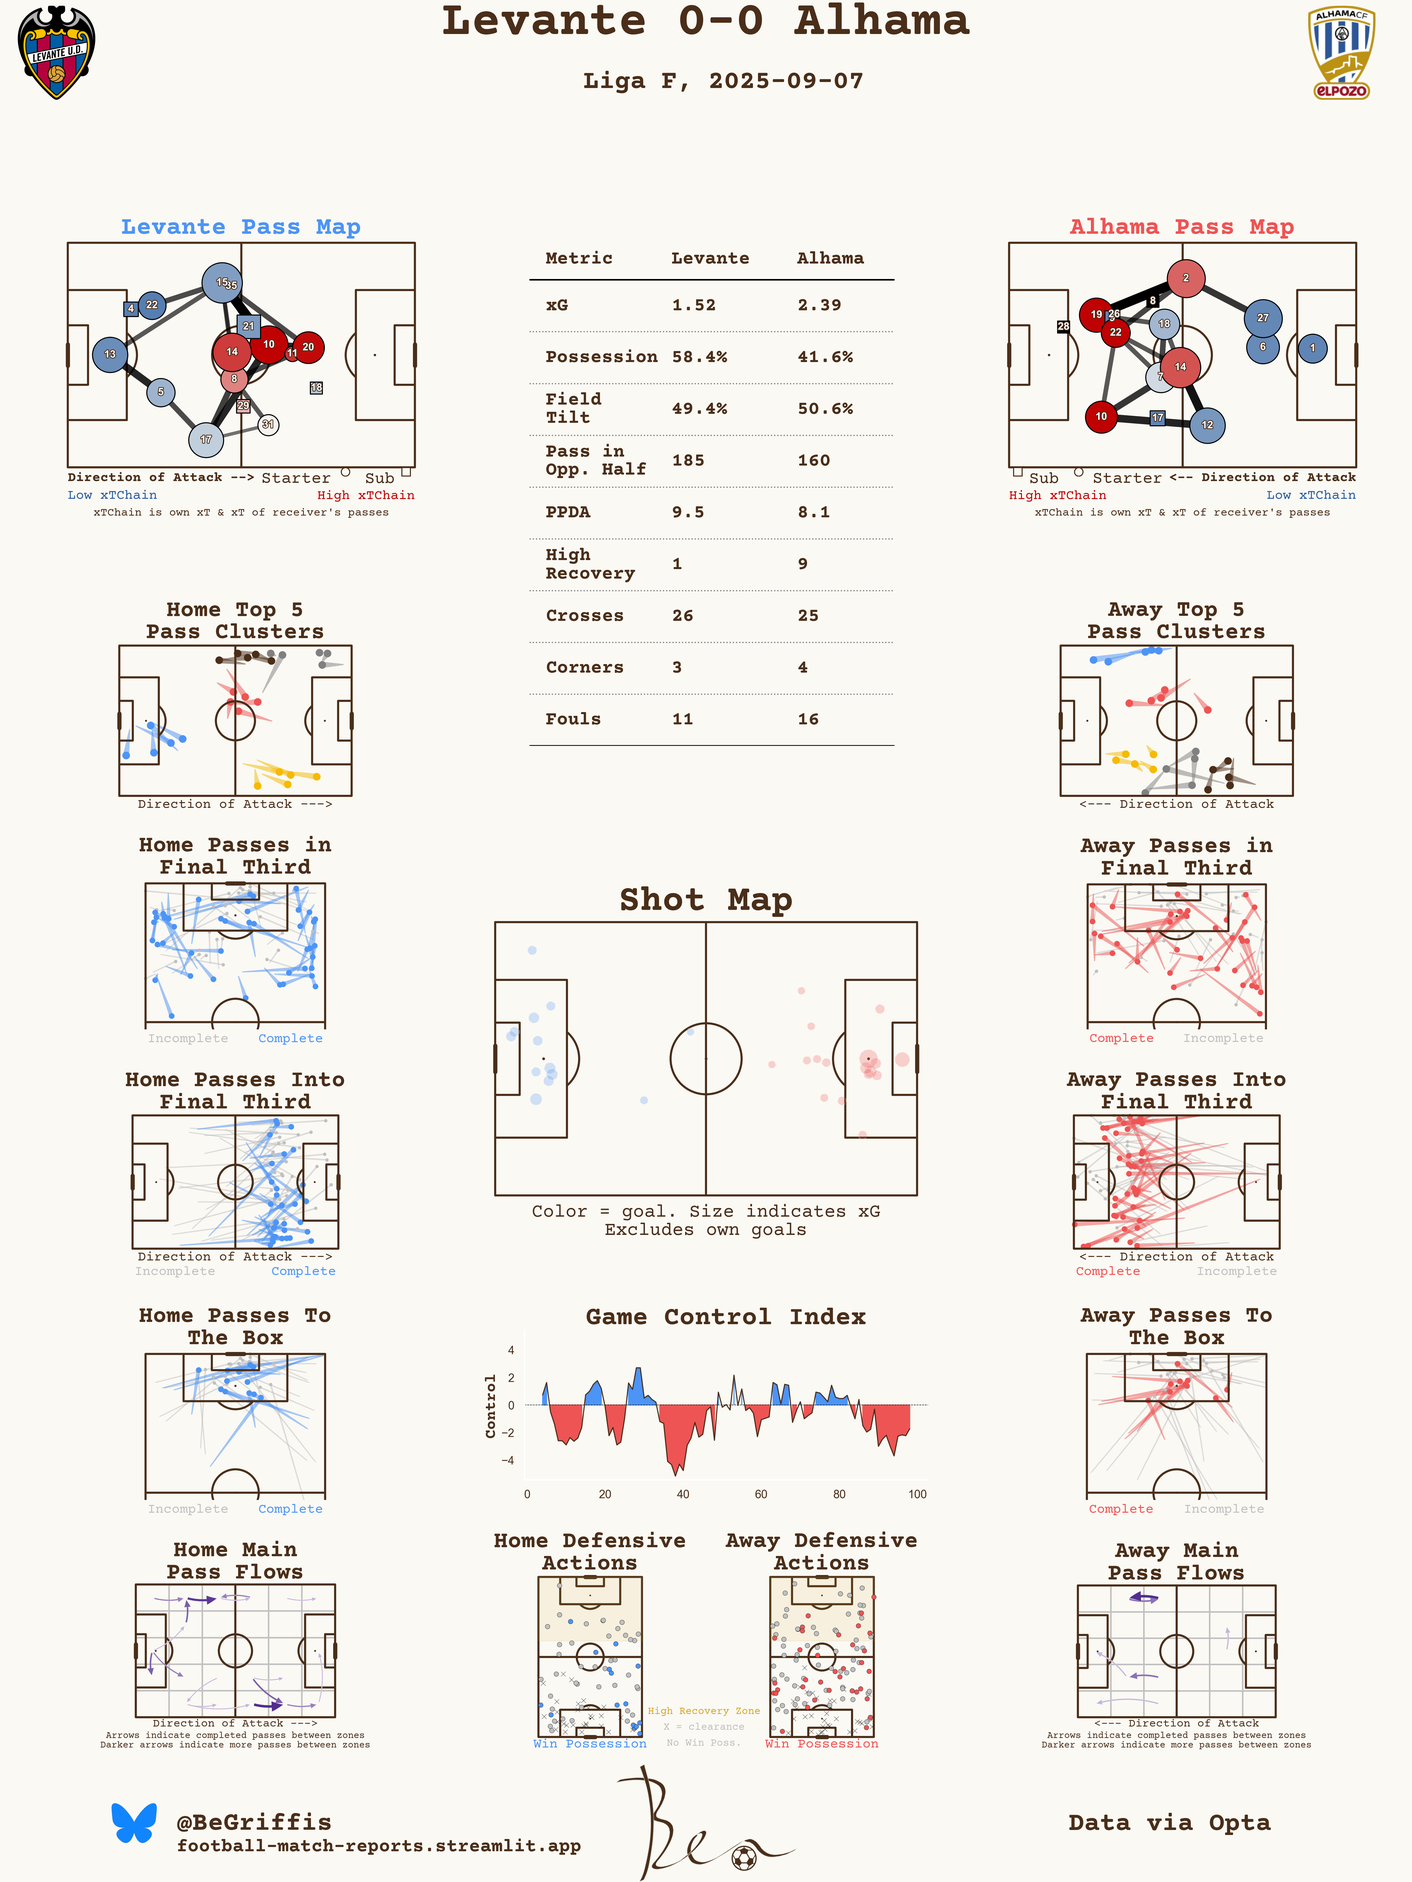 Levante 0-0 Alhama
Liga F, 2025-09-07
LEVANTE U.D.
ALHAMACF
ELPOZO
Levante Pass Map
15 35
4 22
21
13 14 10 11 20
8
5 18
29
17 31
Direction of Attack --> Starter Sub
Low xTChain High xTChain
xTChain is own xT & xT of receiver's passes
Metric Levante Alhama
xG 1.52 2.39
Possession 58.4% 41.6%
Field
Tilt 49.4% 50.6%
Pass in
Opp. Half 185 160
PPDA 9.5 8.1
High
Recovery 1 9
Crosses 26 25
Corners 3 4
Fouls 11 16
Alhama Pass Map
2
8
19 26 27
28 22 18
6 1
7 14
10 17 12
Sub Starter <-- Direction of Attack
High xTChain Low xTChain
xTChain is own xT & xT of receiver's passes
Home Top 5
Pass Clusters
Direction of Attack --->
Away Top 5
Pass Clusters
<--- Direction of Attack
Home Passes in
Final Third
Incomplete Complete
Shot Map
Color = goal. Size indicates xG
Excludes own goals
Away Passes in
Final Third
Complete Incomplete
Home Passes Into
Final Third
Direction of Attack --->
Incomplete Complete
Away Passes Into
Final Third
<--- Direction of Attack
Complete Incomplete
Home Passes To
The Box
Incomplete Complete
Game Control Index
Control
4
2
0
−2
−4
0 20 40 60 80 100
Away Passes To
The Box
Complete Incomplete
Home Main
Pass Flows
Direction of Attack --->
Arrows indicate completed passes between zones
Darker arrows indicate more passes between zones
Home Defensive
Actions
Win Possession
Away Defensive
Actions
Win Possession
High Recovery Zone
X = clearance
No Win Poss.
Away Main
Pass Flows
<--- Direction of Attack
Arrows indicate completed passes between zones
Darker arrows indicate more passes between zones
@BeGriffis
football-match-reports.streamlit.app
Ben
Data via Opta